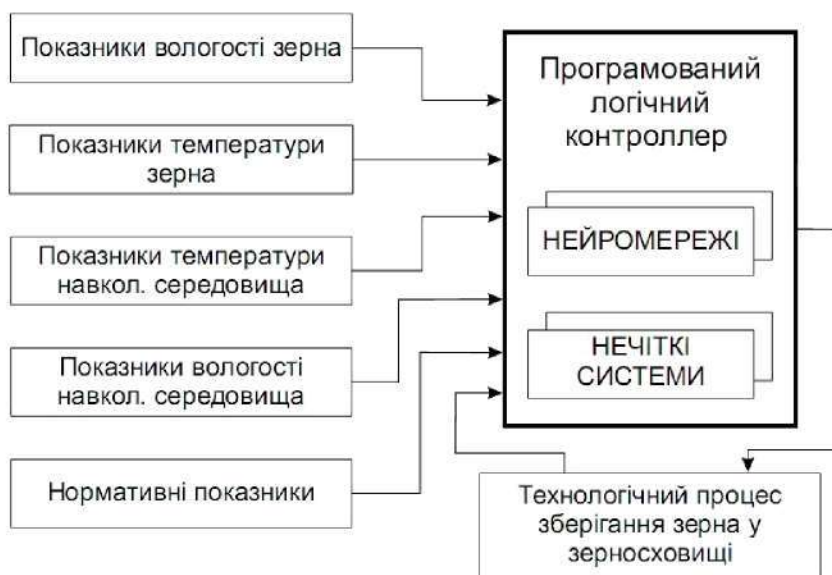 Показники вологості зерна
Показники температури
зерна
Показники температури
навкол. середовища
Показники вологості
навкол. середовища
Нормативні показники
Програмований
логічний
контроллер
НЕЙРОМЕРЕЖІ
НЕЧІТКІ
СИСТЕМИ
Технологічний процес
зберігання зерна у
зерносховищі